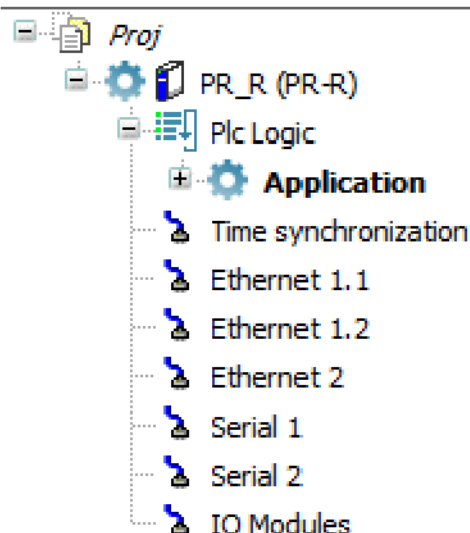 Proj
PR_R (PR-R)
Plc Logic
Application
Time synchronization
Ethernet 1.1
Ethernet 1.2
Ethernet 2
Serial 1
Serial 2
IO Modules